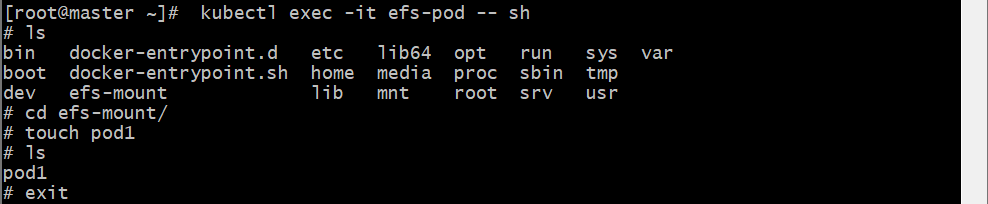 [root@master ~]#  kubectl exec -it efs-pod -- sh
# ls
bin   docker-entrypoint.d   etc   lib64  opt   run   sys  var
boot  docker-entrypoint.sh  home  media  proc  sbin  tmp
dev   efs-mount             lib   mnt    root  srv   usr
# cd efs-mount/
# touch pod1
# ls
pod1
# exit